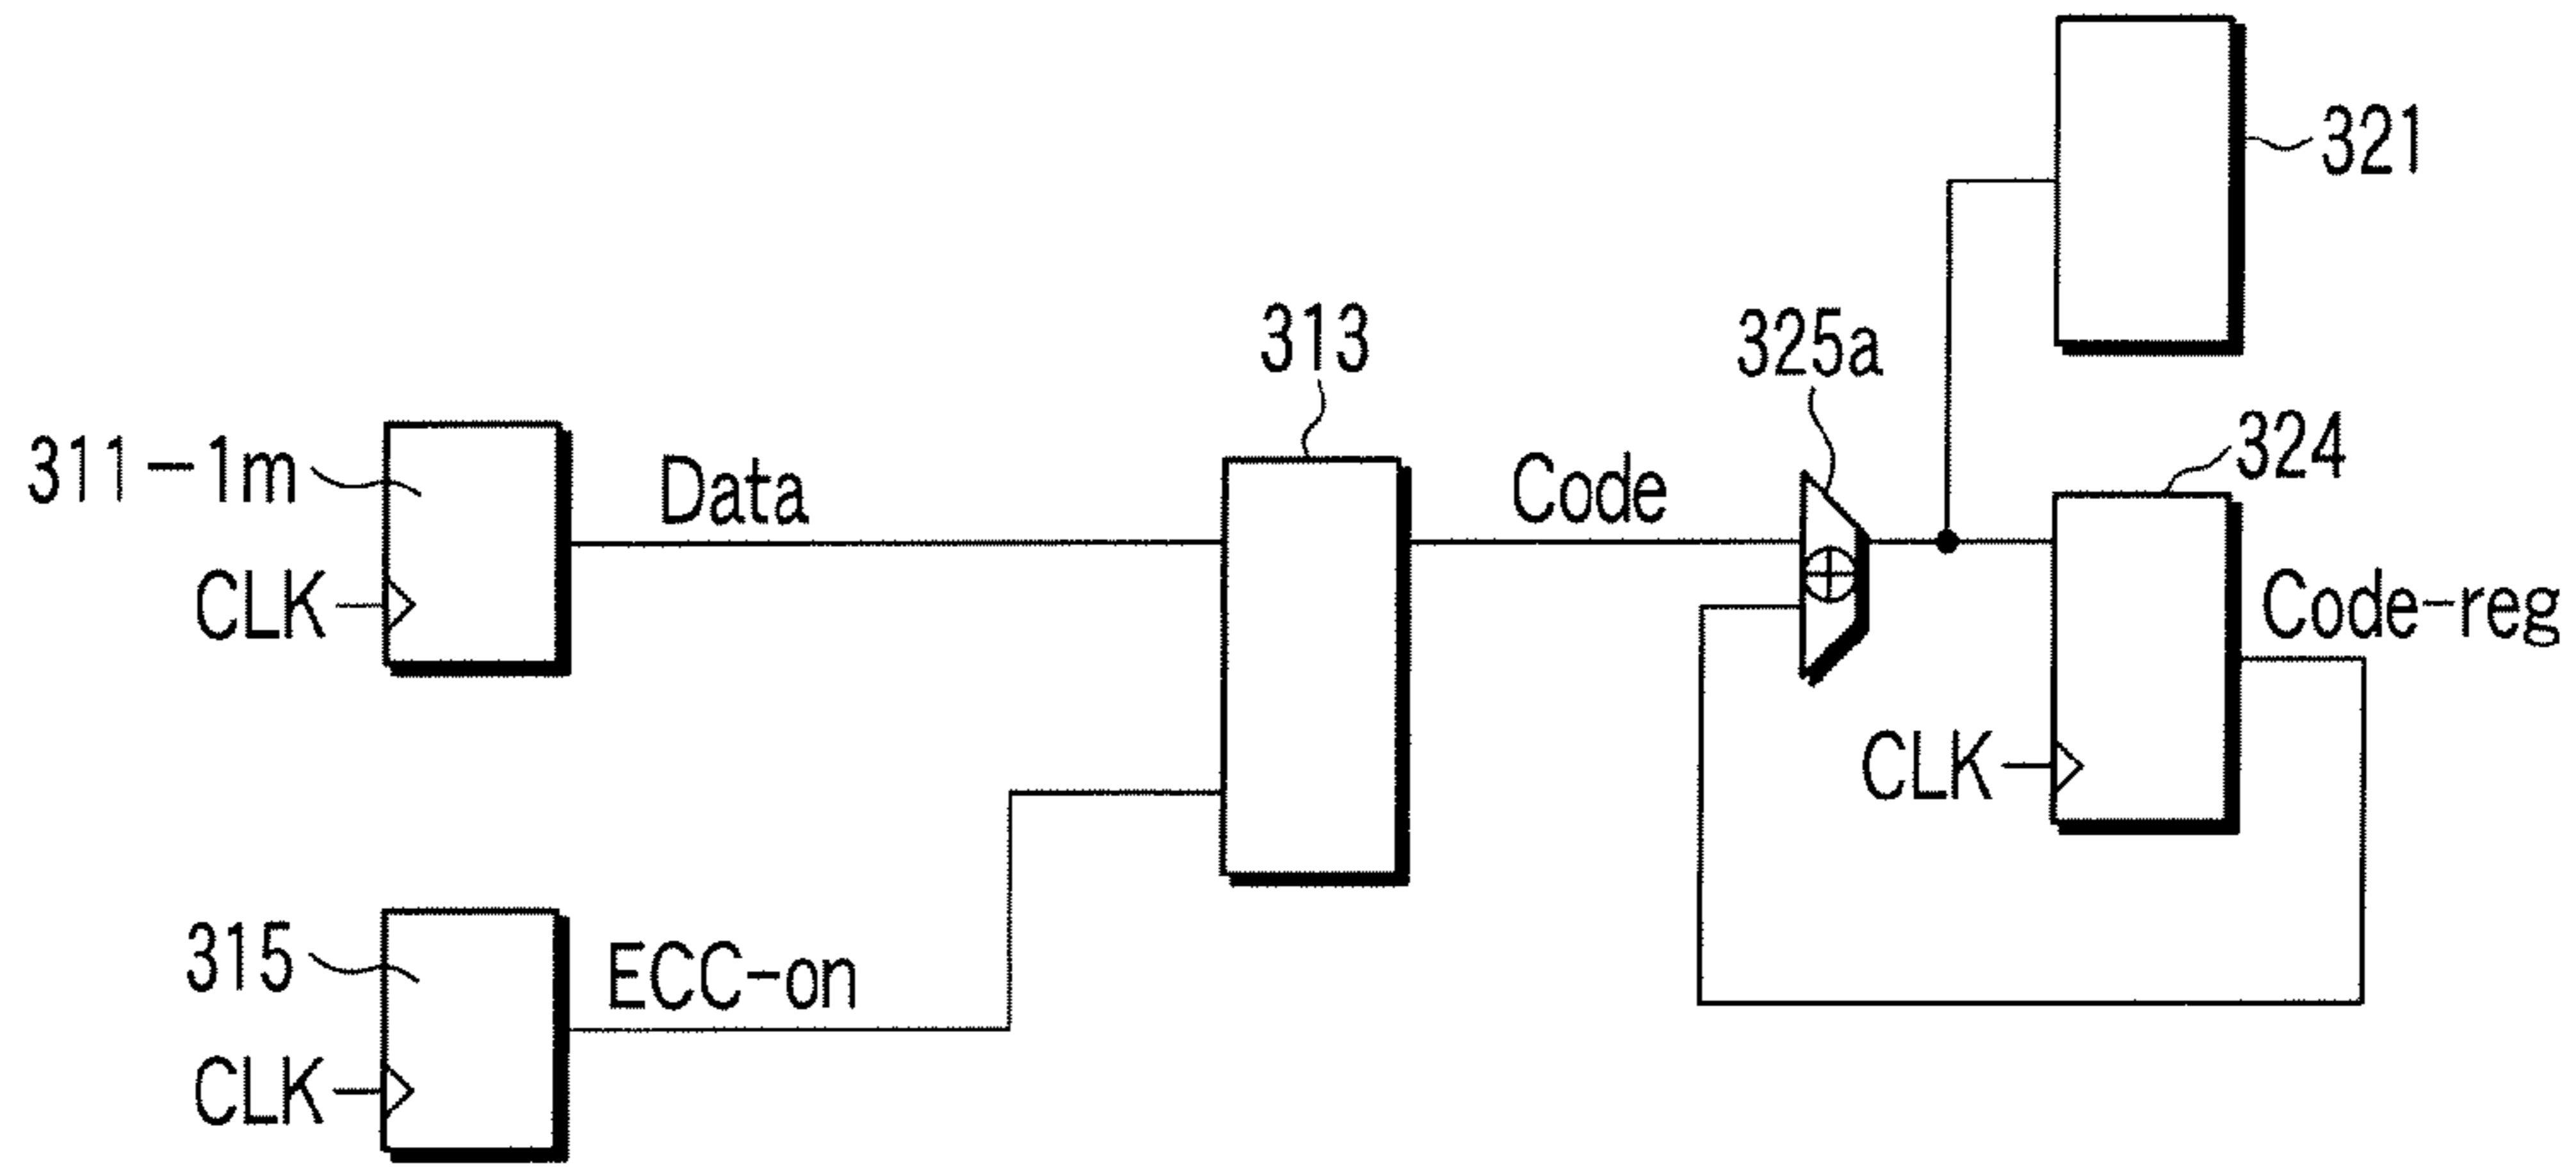 321
313
325a
324
311-1m
Data
Code
CLK
Code-reg
CLK
315
ECC-on
CLK